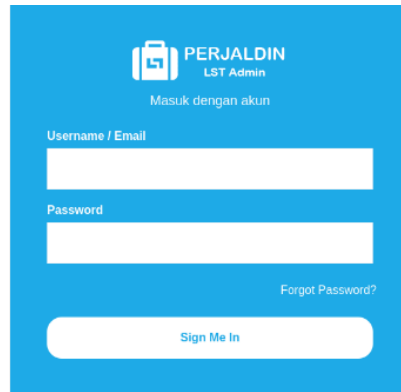 PERJALDIN
LST Admin
Masuk dengan akun
Username / Email
Password
Forgot Password?
Sign Me In